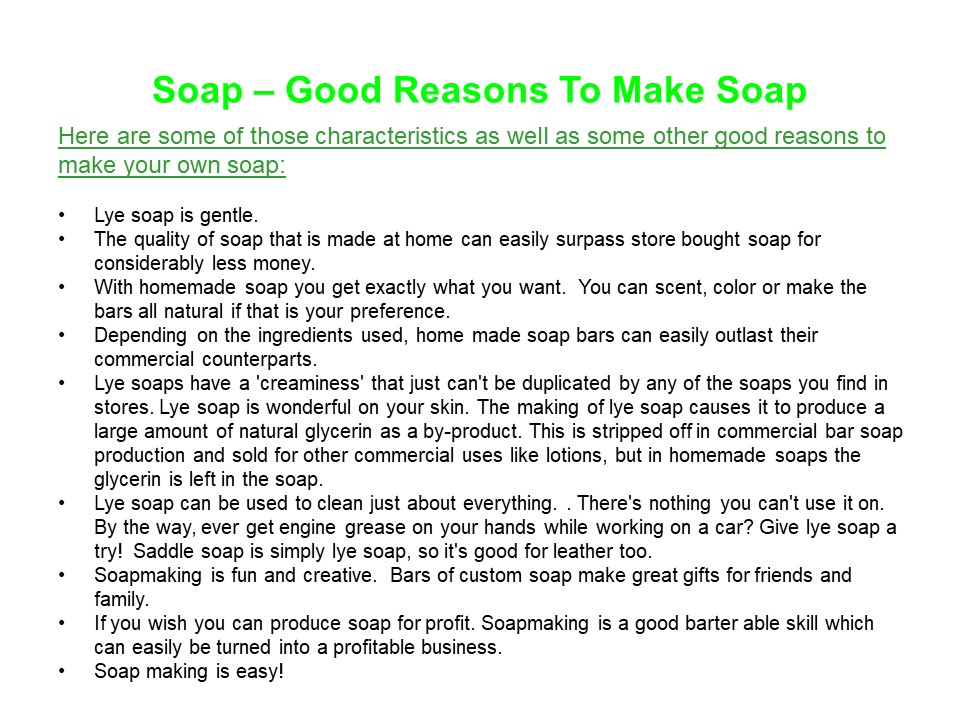 Soap – Good Reasons To Make Soap
Here are some of those characteristics as well as some other good reasons to
make your own soap:
• Lye soap is gentle.
• The quality of soap that is made at home can easily surpass store bought soap for
considerably less money.
• With homemade soap you get exactly what you want.  You can scent, color or make the
bars all natural if that is your preference.
• Depending on the ingredients used, home made soap bars can easily outlast their
commercial counterparts.
• Lye soaps have a 'creaminess' that just can't be duplicated by any of the soaps you find in
stores. Lye soap is wonderful on your skin. The making of lye soap causes it to produce a
large amount of natural glycerin as a by-product. This is stripped off in commercial bar soap
production and sold for other commercial uses like lotions, but in homemade soaps the
glycerin is left in the soap.
• Lye soap can be used to clean just about everything. . There's nothing you can't use it on.
By the way, ever get engine grease on your hands while working on a car? Give lye soap a
try!  Saddle soap is simply lye soap, so it's good for leather too.
• Soapmaking is fun and creative.  Bars of custom soap make great gifts for friends and
family.
• If you wish you can produce soap for profit. Soapmaking is a good barter able skill which
can easily be turned into a profitable business.
• Soap making is easy!